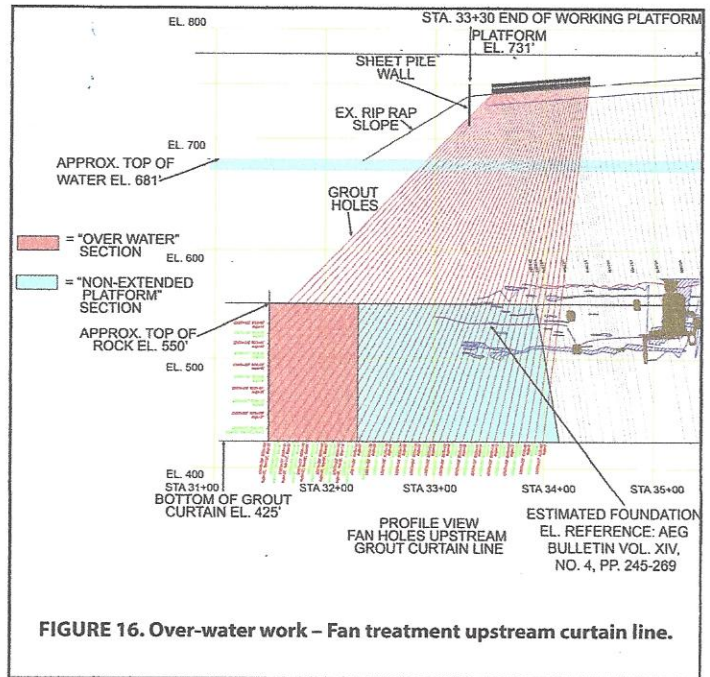 EL. 800
STA. 33+30 END OF WORKING PLATFORM
PLATFORM
EL. 731'
SHEET PILE
WALL
EX. RIP RAP
SLOPE
EL. 700
APPROX. TOP OF
WATER EL. 681'
GROUT
HOLES
= "OVER WATER"
SECTION
EL. 600
= "NON-EXTENDED
PLATFORM"
SECTION
APPROX. TOP OF
ROCK EL. 550'
EL. 500
EL. 400
STA 31+00
STA 32+00
STA 33+00
STA 34+00
STA 35+00
BOTTOM OF GROUT
CURTAIN EL. 425'
PROFILE VIEW
FAN HOLES UPSTREAM
GROUT CURTAIN LINE
ESTIMATED FOUNDATION
EL. REFERENCE: AEG
BULLETIN VOL. XIV,
NO. 4, PP. 245-269
FIGURE 16. Over-water work – Fan treatment upstream curtain line.